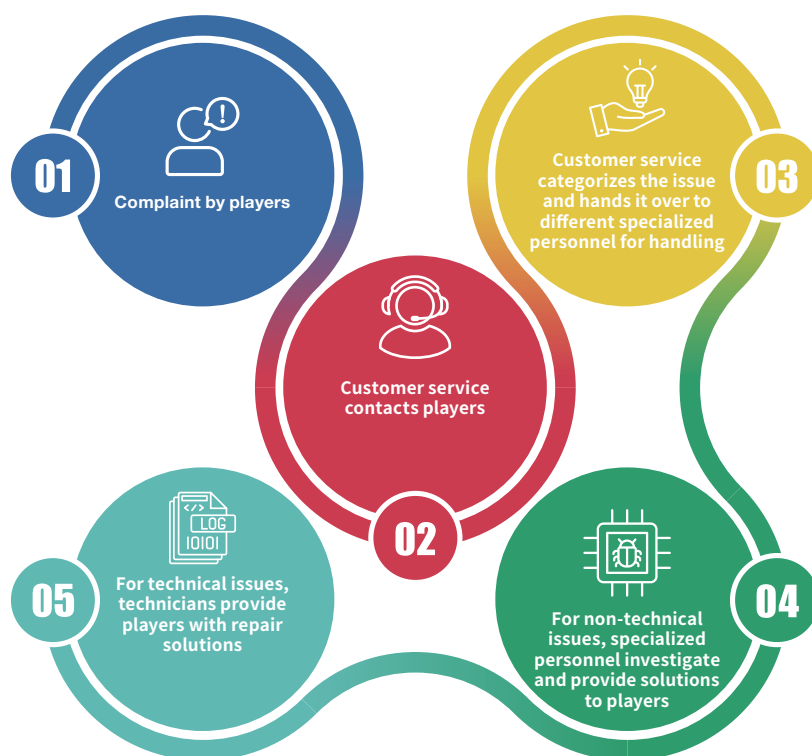 01
Complaint by players
!
02
Customer service
contacts players
03
Customer service
categorizes the issue
and hands it over to
different specialized
personnel for handling
04
For non-technical
issues, specialized
personnel investigate
and provide solutions
to players
05
</>
LOG
10101
For technical issues,
technicians provide
players with repair
solutions